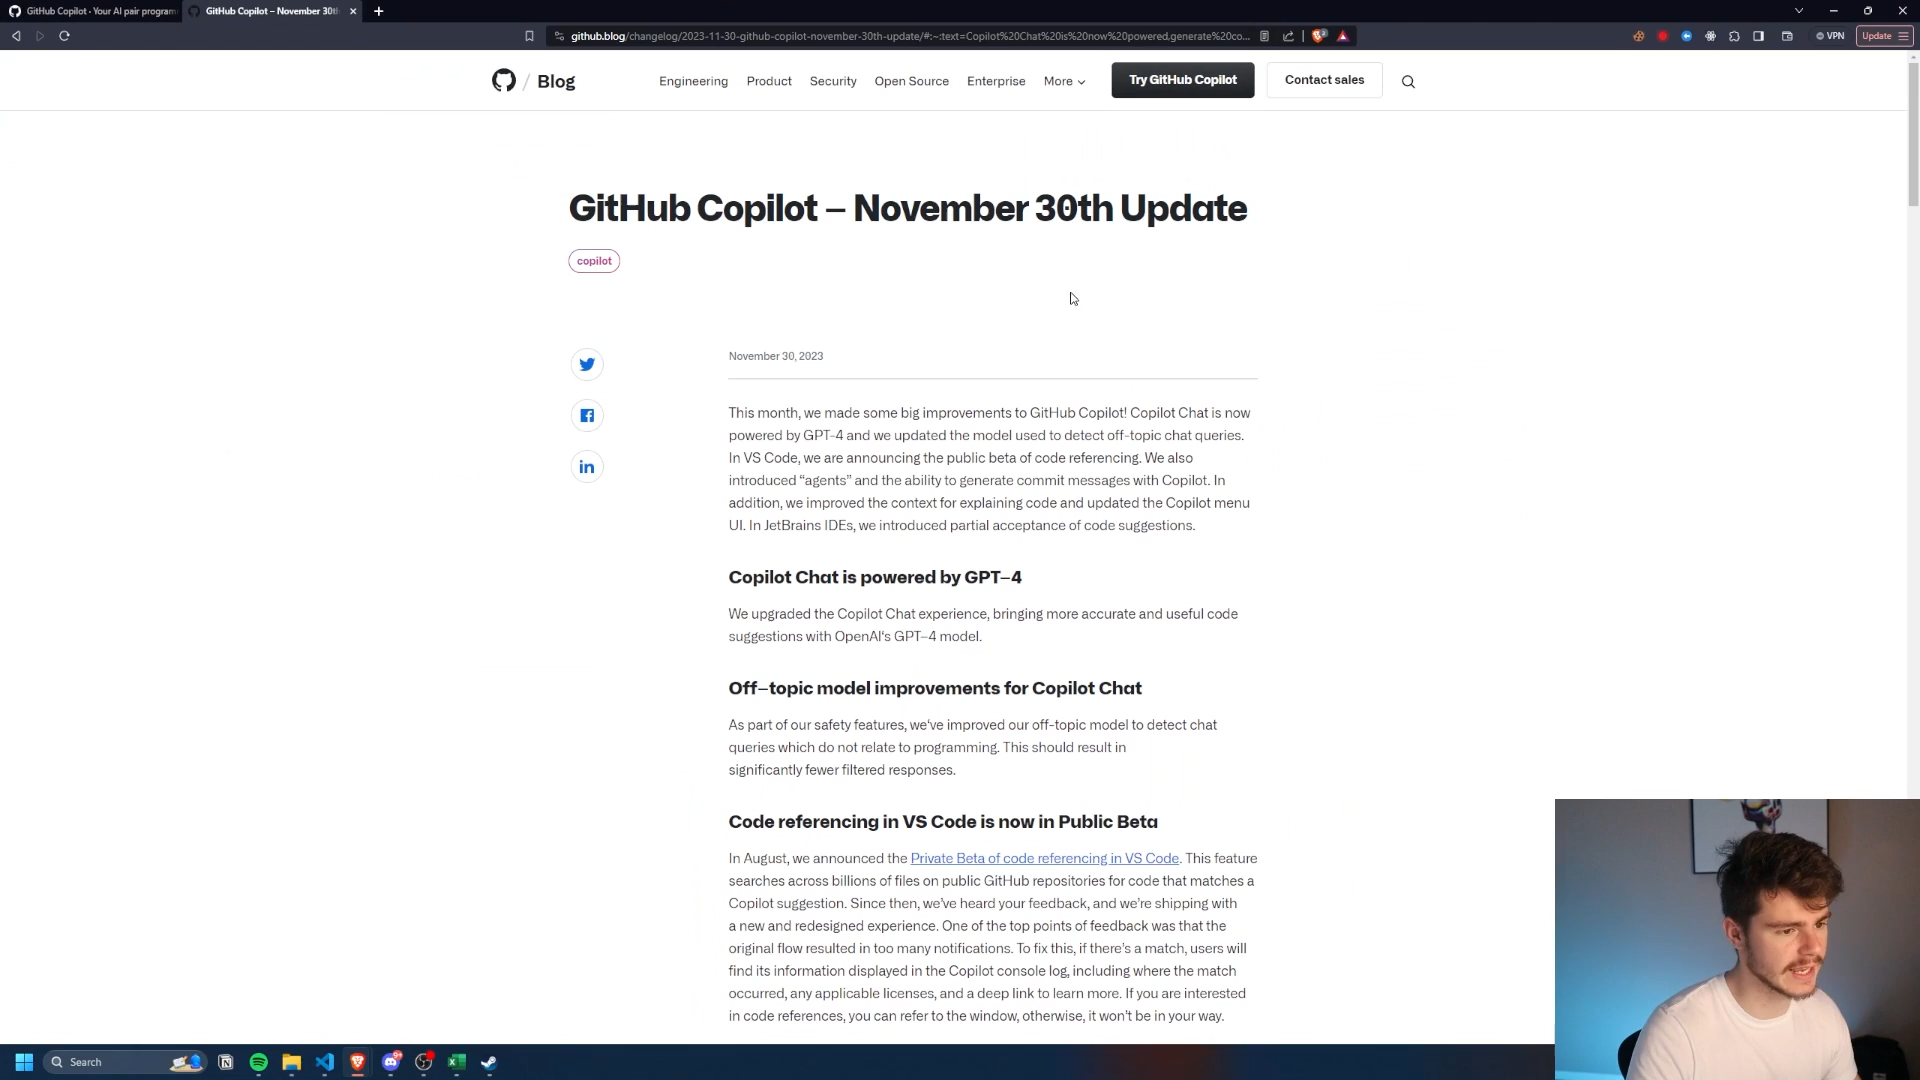 GitHub Copilot · Your AI pair program
GitHub Copilot – November 30th
github.blog/changelog/2023-11-30-github-copilot-november-30th-update/#:~:text=Copilot%20Chat%20is%20now%20powered,generate%20co...
VPN
Update
/ Blog
Engineering
Product
Security
Open Source
Enterprise
More
Try GitHub Copilot
Contact sales
GitHub Copilot – November 30th Update
copilot
November 30, 2023
This month, we made some big improvements to GitHub Copilot! Copilot Chat is now
powered by GPT-4 and we updated the model used to detect off-topic chat queries.
In VS Code, we are announcing the public beta of code referencing. We also
introduced “agents” and the ability to generate commit messages with Copilot. In
addition, we improved the context for explaining code and updated the Copilot menu
UI. In JetBrains IDEs, we introduced partial acceptance of code suggestions.
Copilot Chat is powered by GPT–4
We upgraded the Copilot Chat experience, bringing more accurate and useful code
suggestions with OpenAI's GPT–4 model.
Off–topic model improvements for Copilot Chat
As part of our safety features, we've improved our off-topic model to detect chat
queries which do not relate to programming. This should result in
significantly fewer filtered responses.
Code referencing in VS Code is now in Public Beta
In August, we announced the Private Beta of code referencing in VS Code. This feature
searches across billions of files on public GitHub repositories for code that matches a
Copilot suggestion. Since then, we've heard your feedback, and we're shipping with
a new and redesigned experience. One of the top points of feedback was that the
original flow resulted in too many notifications. To fix this, if there's a match, users will
find its information displayed in the Copilot console log, including where the match
occurred, any applicable licenses, and a deep link to learn more. If you are interested
in code references, you can refer to the window, otherwise, it won't be in your way.
Search